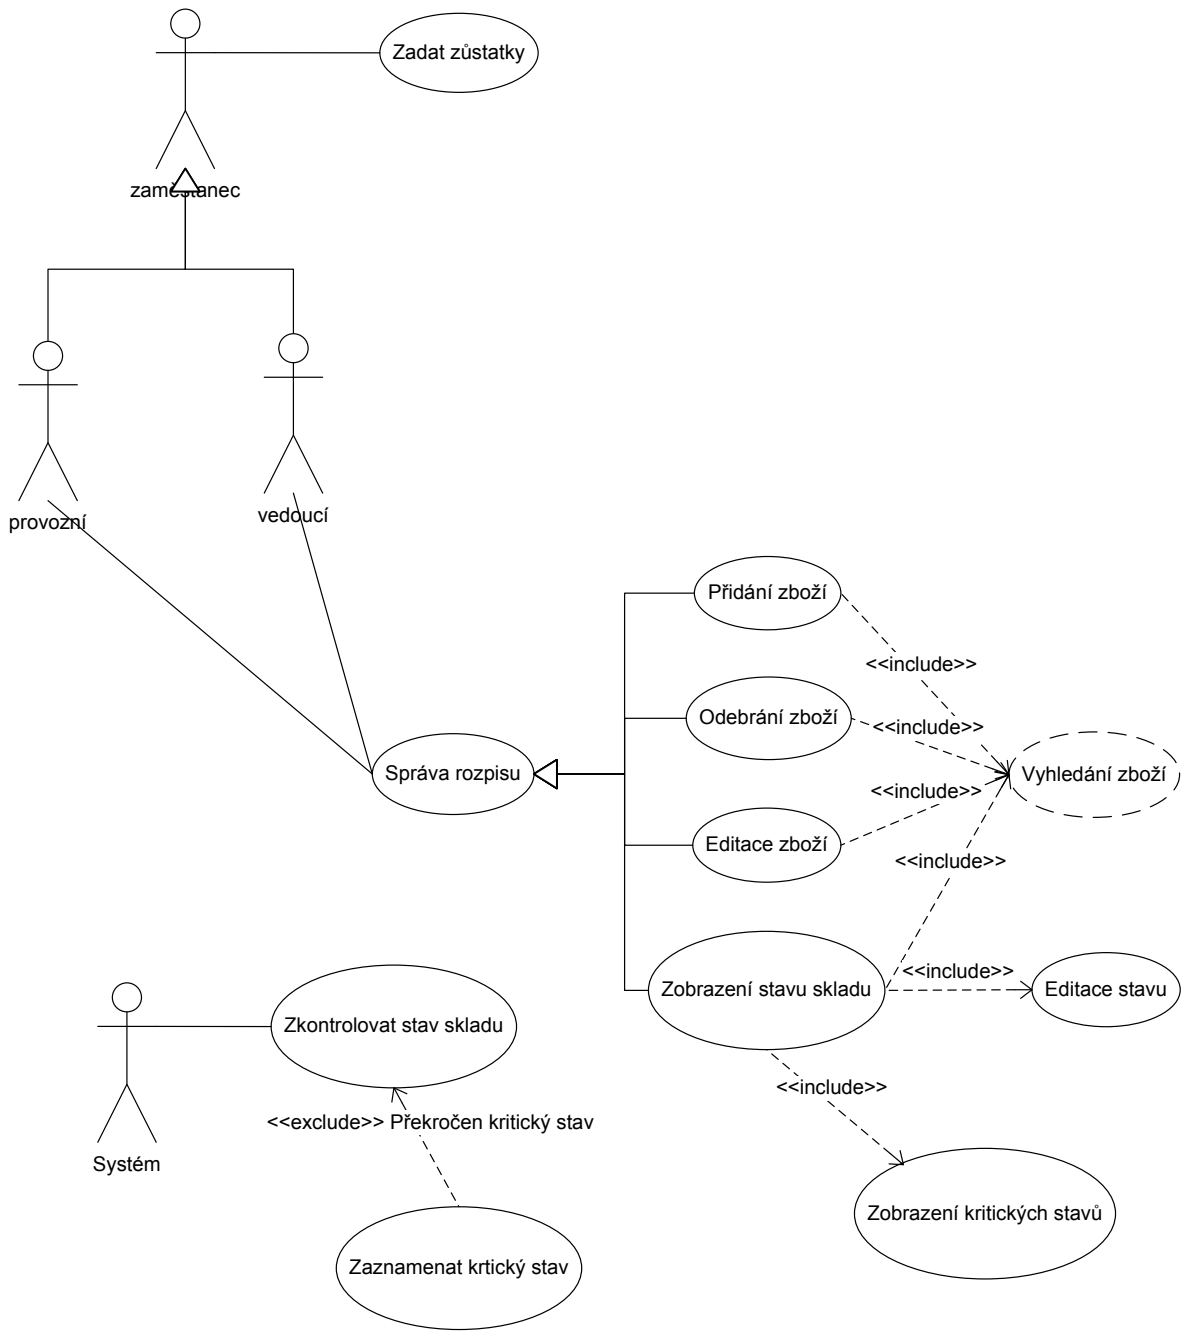 Zadat zůstatky
zaměstanec
provozní
vedoucí
Přidání zboží
<<include>>
Odebrání zboží
<<include>>
Správa rozpisu
Vyhledání zboží
<<include>>
Editace zboží
<<include>>
Zobrazení stavu skladu
<<include>>
Editace stavu
Zkontrolovat stav skladu
<<include>>
<<exclude>> Překročen kritický stav
Systém
Zobrazení kritických stavů
Zaznamenat krtický stav